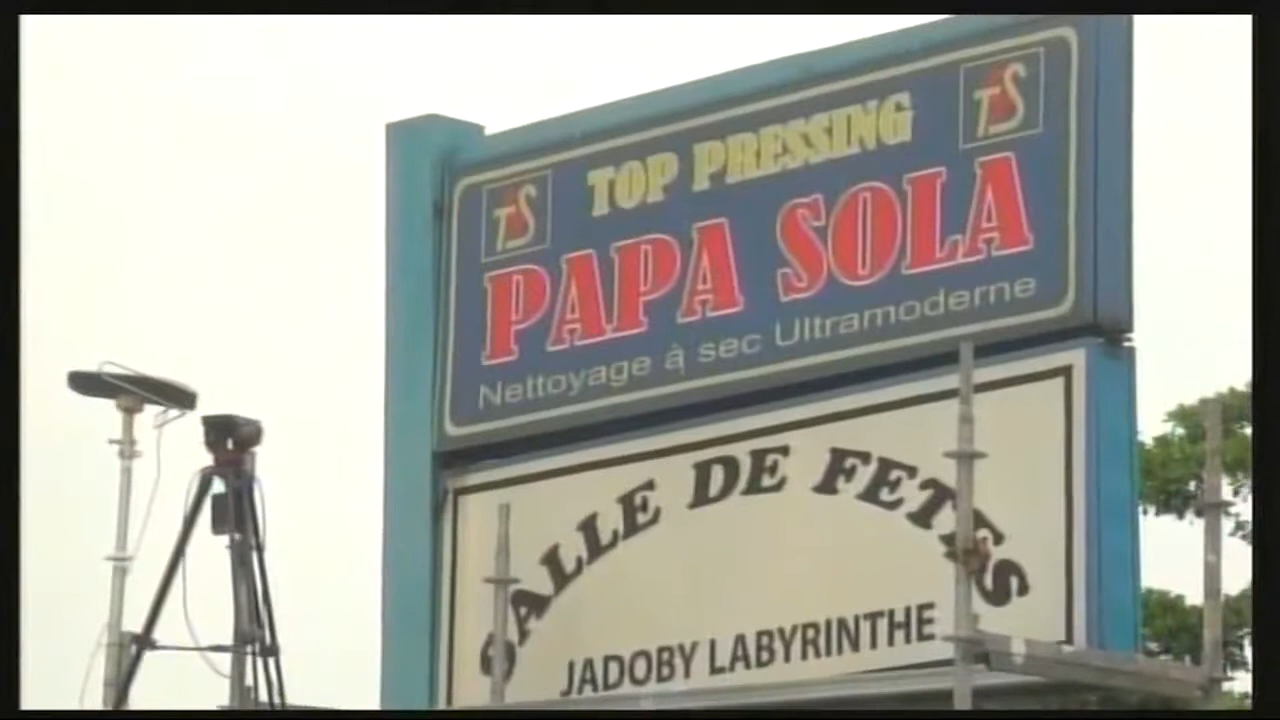 TS
TOP PRESSING
TS
PAPA SOLA
Nettoyage à sec Ultramoderne
SALLE DE FETES
JADOBY LABYRINTHE